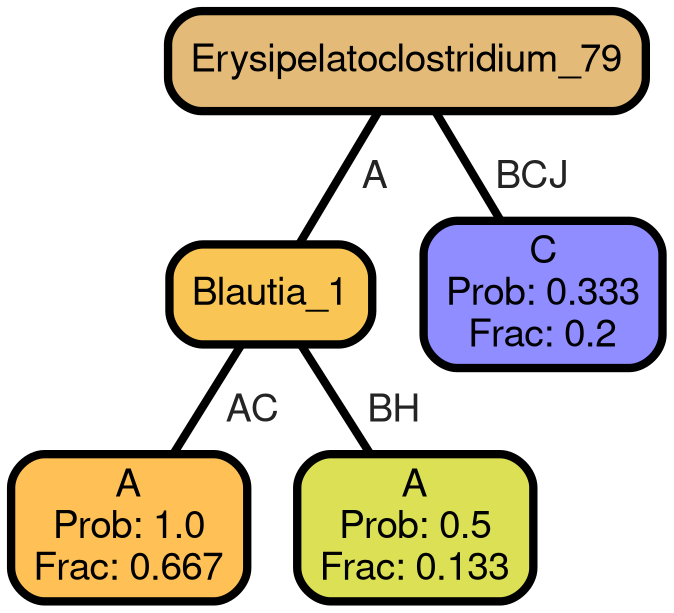 Erysipelatoclostridium_79
A
BCJ
Blautia_1
C
Prob: 0.333
Frac: 0.2
AC
BH
A
Prob: 1.0
Frac: 0.667
A
Prob: 0.5
Frac: 0.133